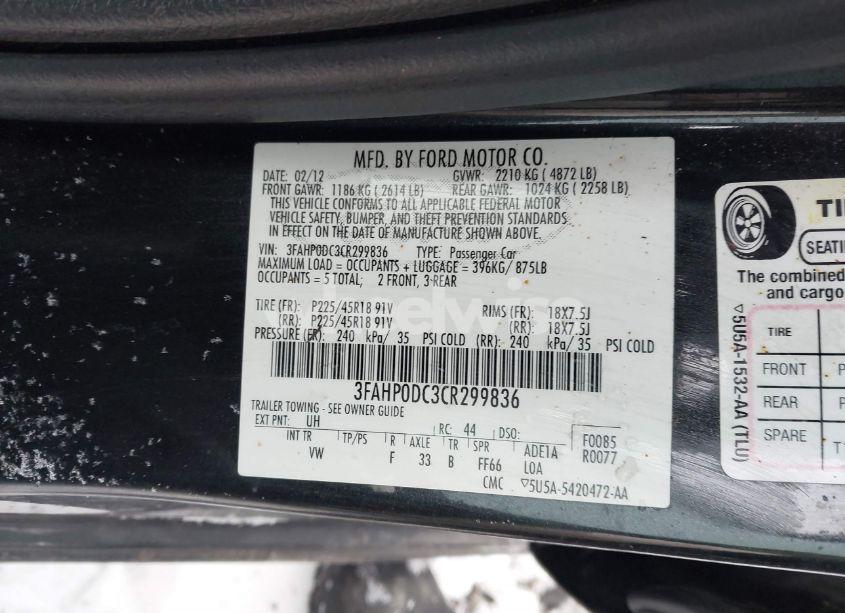 MFD. BY FORD MOTOR CO.
DATE: 02/12 GVWR: 2210 KG ( 4872 LB)
FRONT GAWR: 1186 KG ( 2614 LB) REAR GAWR: 1024 KG ( 2258 LB)
THIS VEHICLE CONFORMS TO ALL APPLICABLE FEDERAL MOTOR
VEHICLE SAFETY, BUMPER, AND THEFT PREVENTION STANDARDS
IN EFFECT ON THE DATE OF MANUFACTURE SHOWN ABOVE.
VIN: 3FAHP0DC3CR299836 TYPE: Passenger Car
MAXIMUM LOAD = OCCUPANTS + LUGGAGE = 396KG/ 875LB
OCCUPANTS = 5 TOTAL; 2 FRONT, 3-REAR
TIRE (FR): P225/45R18 91V RIMS (FR): 18X7.5J
(RR): P225/45R18 91V (RR): 18X7.5J
PRESSURE (FR): 240 kPa/ 35 PSI COLD (RR): 240 kPa/ 35 PSI COLD
3FAHP0DC3CR299836
TRAILER TOWING - SEE OWNER GUIDE
EXT PNT: UH RC: 44 DSO: F0085
INT TR TP/PS R AXLE TR SPR ADE1A R0077
VW F 33 B FF66 LOA
CMC ▽5U5A-5420472-AA
TI
SEATI
The combined
and cargo
TIRE
FRONT P
REAR P
SPARE T
▽5U5A-1532-AA (TLU)